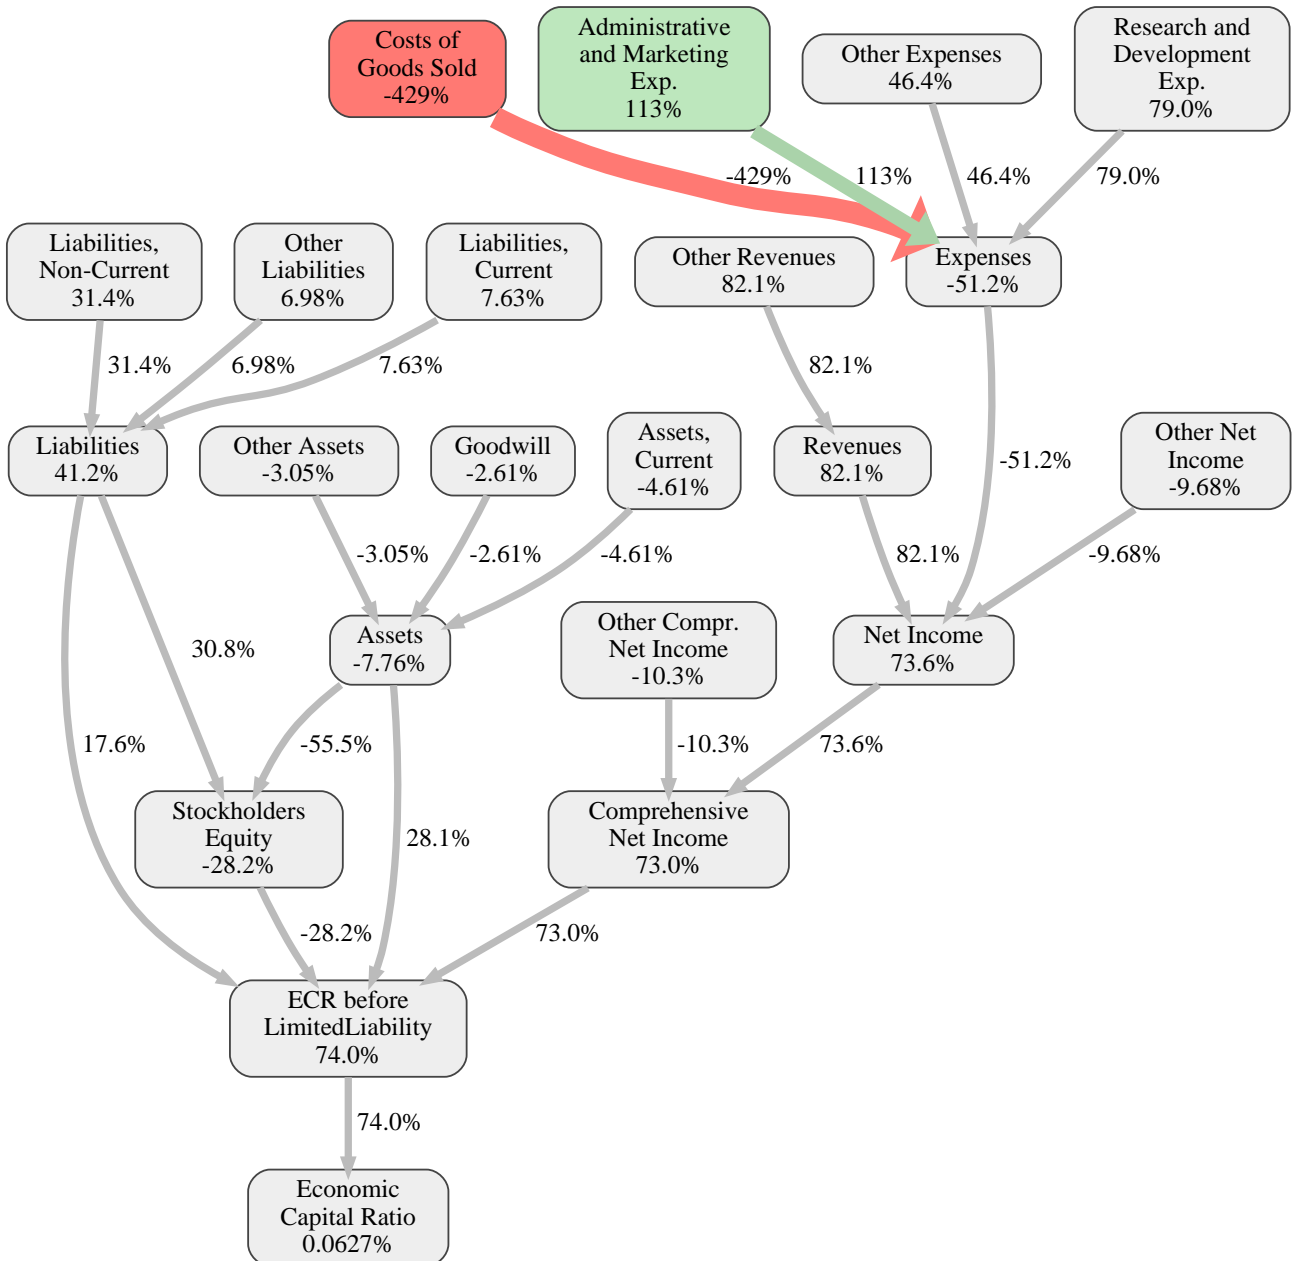 Costs of
Goods Sold
-429%
Administrative
and Marketing
Exp.
113%
Other Expenses
46.4%
Research and
Development
Exp.
79.0%
-429%
113%
46.4%
79.0%
Liabilities,
Non-Current
31.4%
Other
Liabilities
6.98%
Liabilities,
Current
7.63%
Other Revenues
82.1%
Expenses
-51.2%
31.4%
6.98%
7.63%
82.1%
Liabilities
41.2%
Other Assets
-3.05%
Goodwill
-2.61%
Assets,
Current
-4.61%
Revenues
82.1%
-51.2%
Other Net
Income
-9.68%
-3.05%
-2.61%
-4.61%
82.1%
-9.68%
30.8%
Assets
-7.76%
Other Compr.
Net Income
-10.3%
Net Income
73.6%
17.6%
-55.5%
-10.3%
73.6%
Stockholders
Equity
-28.2%
28.1%
Comprehensive
Net Income
73.0%
-28.2%
73.0%
ECR before
LimitedLiability
74.0%
74.0%
Economic
Capital Ratio
0.0627%